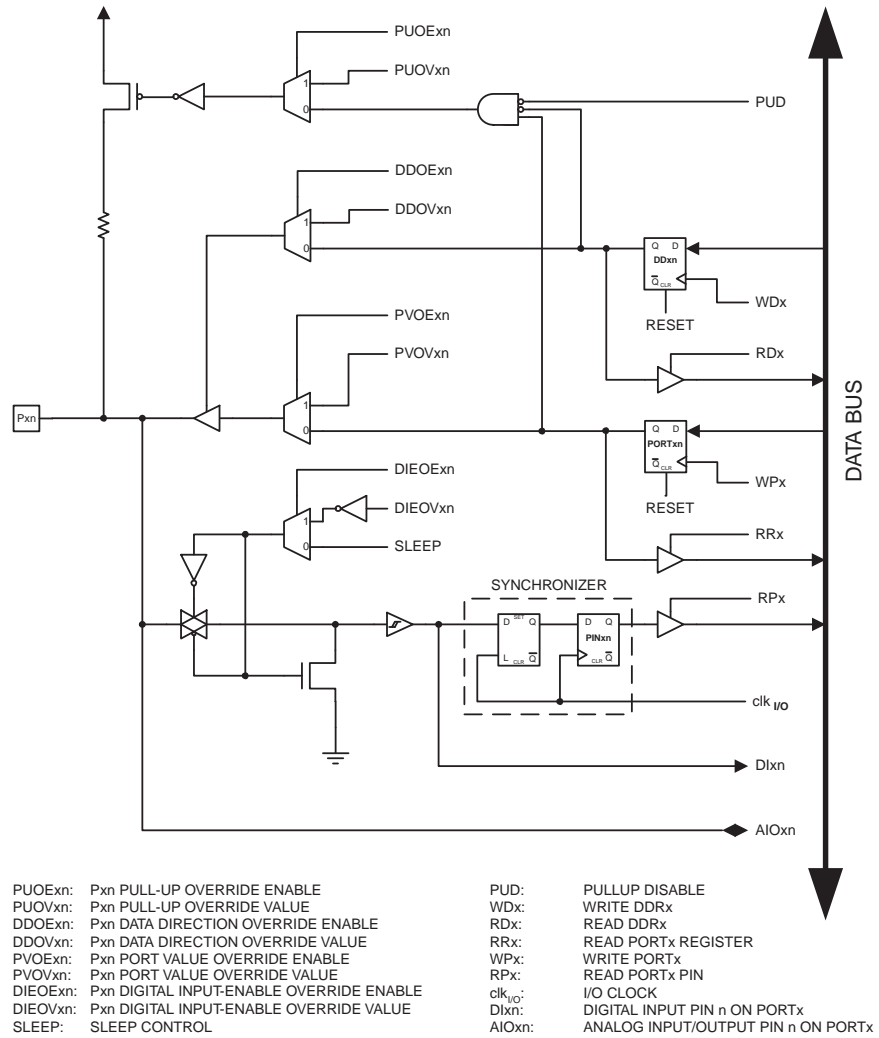 PUOExn
PUOVxn
1
0
PUD
DDOExn
DDOVxn
1
0
Q D
DDxn
Q CLR
WDx
RESET
RDx
PVOExn
PVOVxn
1
0
Pxn
Q D
PORTxn
Q CLR
WPx
RESET
RRx
DATA BUS
DIEOExn
DIEOVxn
1
0
SLEEP
SYNCHRONIZER
RPx
D SET Q
L CLR Q
D Q
PINxn
CLR Q
clk I/O
DIxn
AIOxn
PUOExn: Pxn PULL-UP OVERRIDE ENABLE
PUOVxn: Pxn PULL-UP OVERRIDE VALUE
DDOExn: Pxn DATA DIRECTION OVERRIDE ENABLE
DDOVxn: Pxn DATA DIRECTION OVERRIDE VALUE
PVOExn: Pxn PORT VALUE OVERRIDE ENABLE
PVOVxn: Pxn PORT VALUE OVERRIDE VALUE
DIEOExn: Pxn DIGITAL INPUT-ENABLE OVERRIDE ENABLE
DIEOVxn: Pxn DIGITAL INPUT-ENABLE OVERRIDE VALUE
SLEEP: SLEEP CONTROL
PUD: PULLUP DISABLE
WDx: WRITE DDRx
RDx: READ DDRx
RRx: READ PORTx REGISTER
WPx: WRITE PORTx
RPx: READ PORTx PIN
clkI/O: I/O CLOCK
DIxn: DIGITAL INPUT PIN n ON PORTx
AIOxn: ANALOG INPUT/OUTPUT PIN n ON PORTx